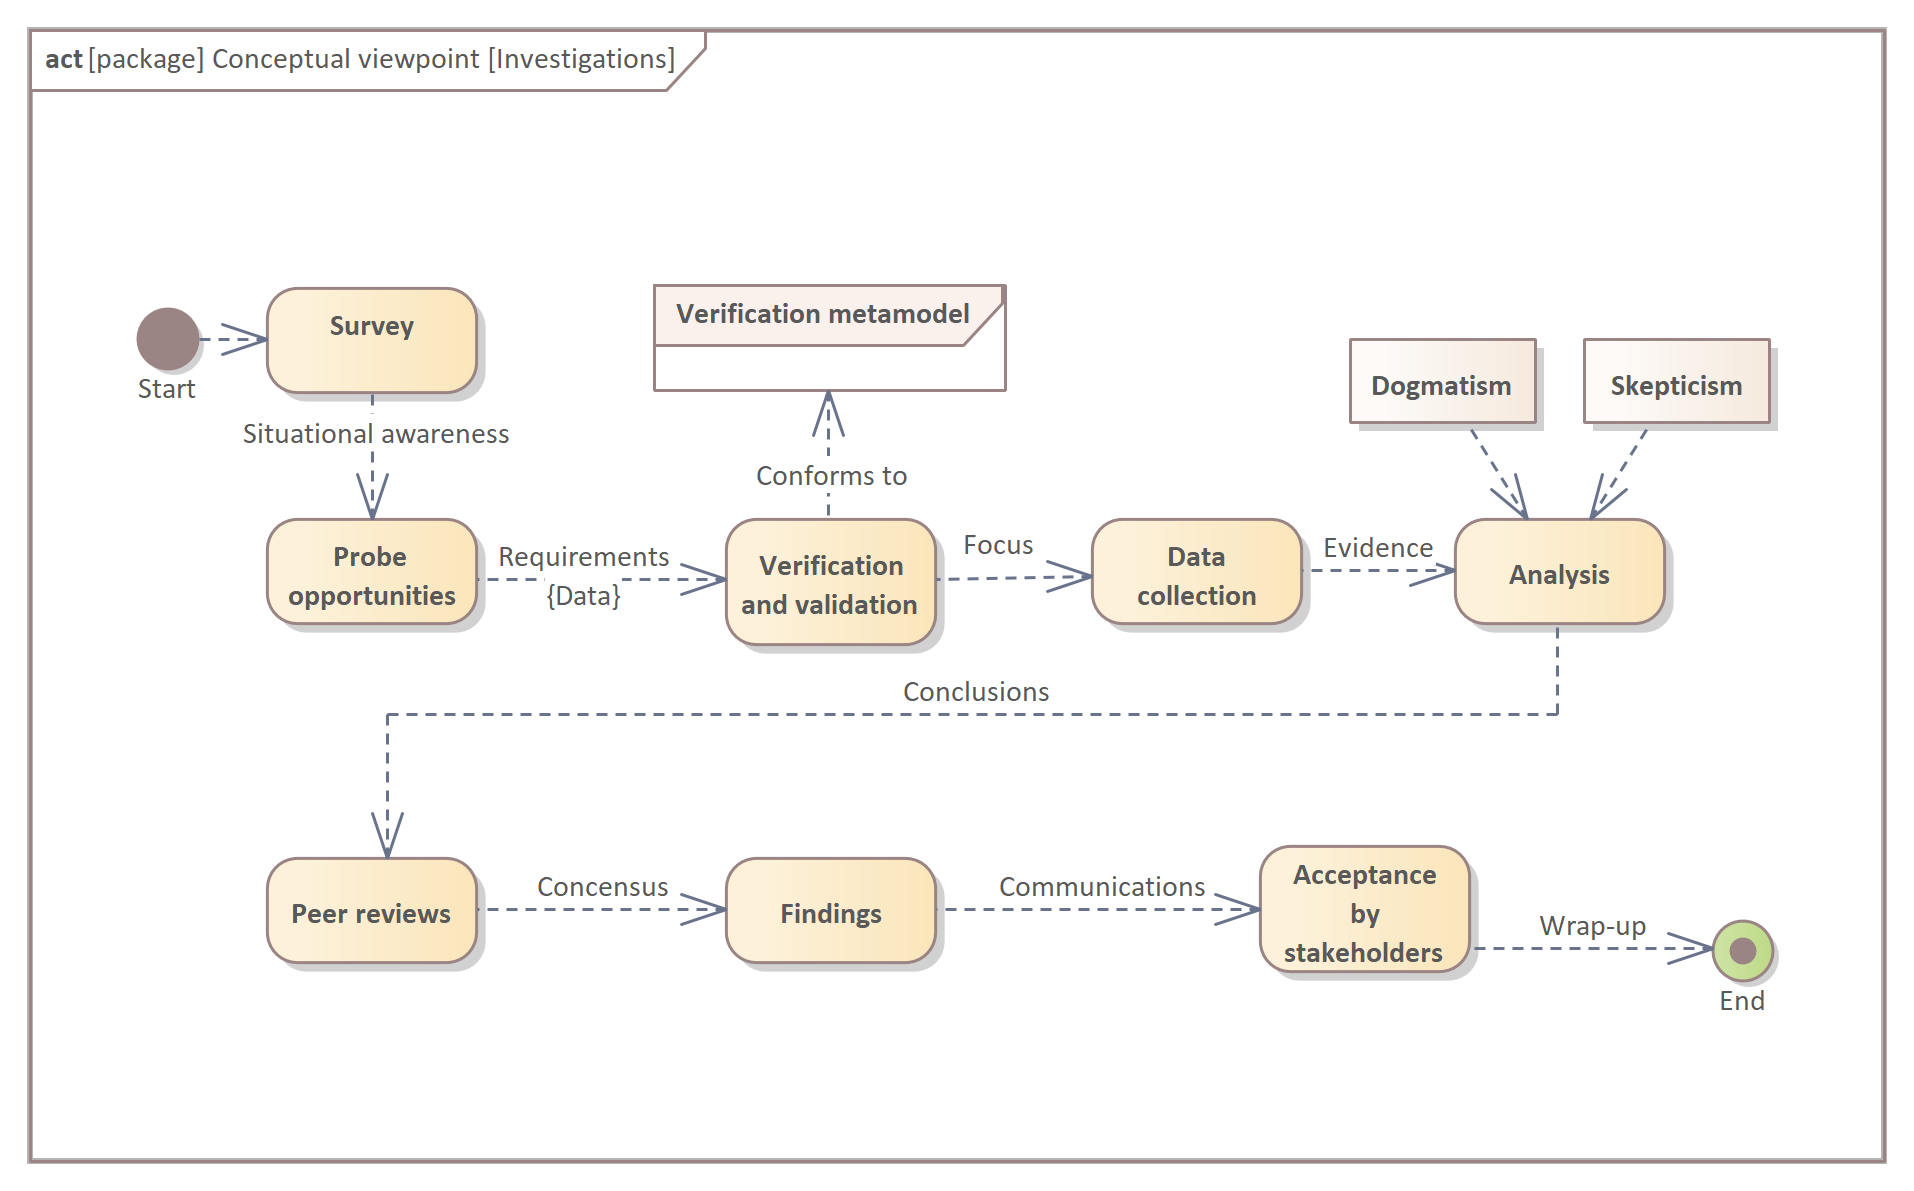 act [package] Conceptual viewpoint [Investigations]
Start
Survey
Situational awareness
Probe
opportunities
Requirements
{Data}
Verification metamodel
Conforms to
Verification
and validation
Focus
Data
collection
Evidence
Dogmatism
Skepticism
Analysis
Conclusions
Peer reviews
Concensus
Findings
Communications
Acceptance
by
stakeholders
Wrap-up
End